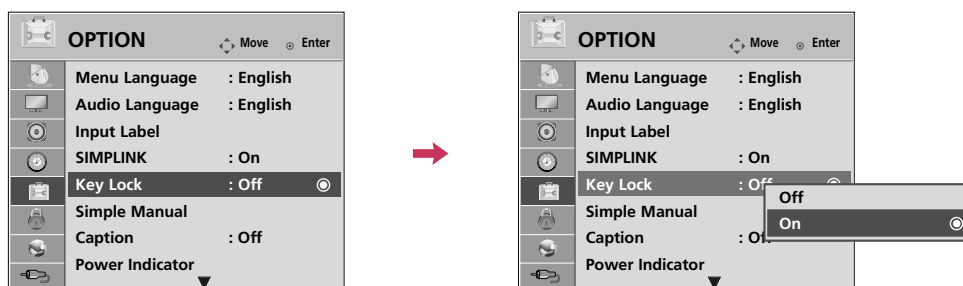 OPTION Move Enter
Menu Language : English
Audio Language : English
Input Label
SIMPLINK : On
Key Lock : Off
Simple Manual
Caption : Off
Power Indicator
OPTION Move Enter
Menu Language : English
Audio Language : English
Input Label
SIMPLINK : On
Key Lock : Off
Simple Manual
Caption : Off
Power Indicator
Off
On